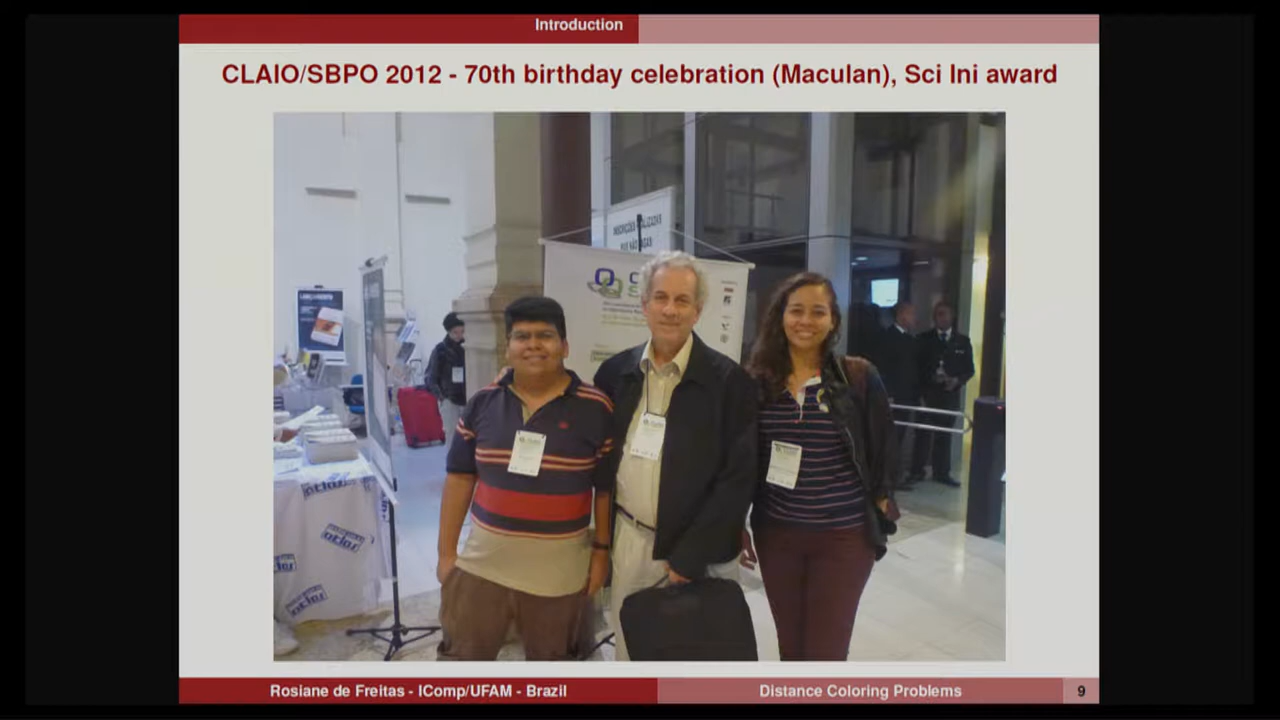 Introduction
CLAIO/SBPO 2012 - 70th birthday celebration (Maculan), Sci Ini award
LANÇAMENTO
Rosiane de Freitas - IComp/UFAM - Brazil
Distance Coloring Problems
9